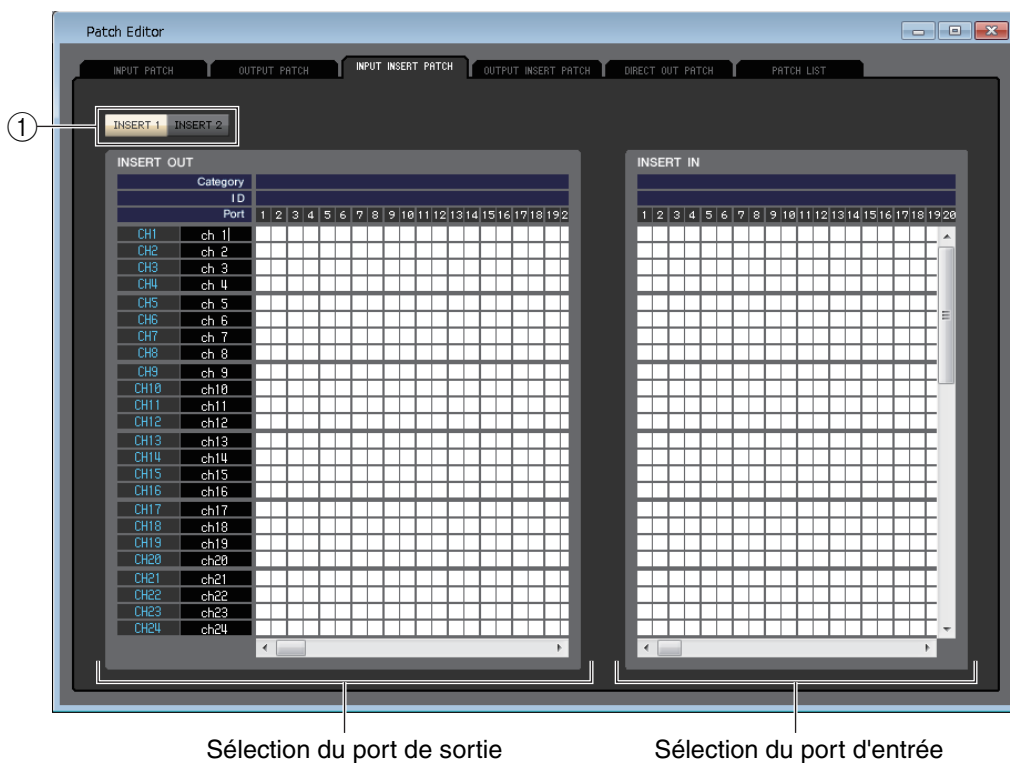 Patch Editor
INPUT PATCH OUTPUT PATCH INPUT INSERT PATCH OUTPUT INSERT PATCH DIRECT OUT PATCH PATCH LIST
1
INSERT 1 INSERT 2
INSERT OUT INSERT IN
Category
ID
Port 1 2 3 4 5 6 7 8 9 10 11 12 13 14 15 16 17 18 19 2 1 2 3 4 5 6 7 8 9 10 11 12 13 14 15 16 17 18 19 20
CH1 ch 1
CH2 ch 2
CH3 ch 3
CH4 ch 4
CH5 ch 5
CH6 ch 6
CH7 ch 7
CH8 ch 8
CH9 ch 9
CH10 ch10
CH11 ch11
CH12 ch12
CH13 ch13
CH14 ch14
CH15 ch15
CH16 ch16
CH17 ch17
CH18 ch18
CH19 ch19
CH20 ch20
CH21 ch21
CH22 ch22
CH23 ch23
CH24 ch24
Sélection du port de sortie Sélection du port d'entrée